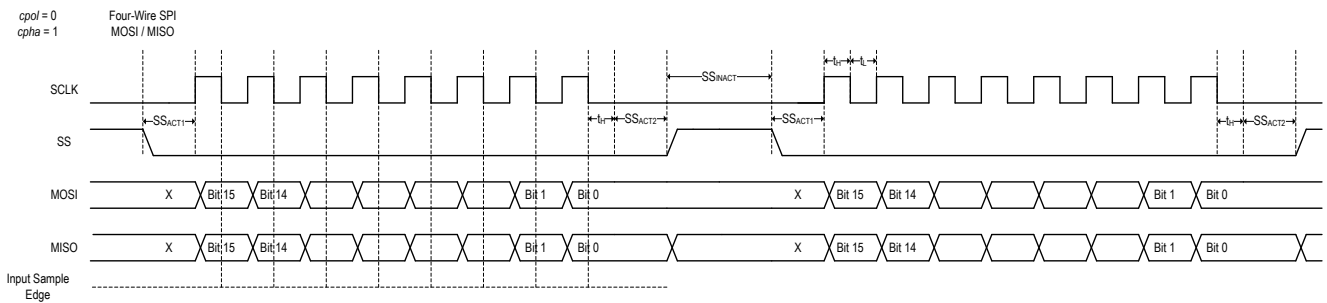 cpol = 0 Four-Wire SPI
cpha = 1 MOSI / MISO
SCLK SSINACT tH tL
SSACT1 tH SSACT2 SSACT1 tH SSACT2
SS
MOSI X Bit 15 Bit 14 Bit 1 Bit 0 X Bit 15 Bit 14 Bit 1 Bit 0
MISO X Bit 15 Bit 14 Bit 1 Bit 0 X Bit 15 Bit 14 Bit 1 Bit 0
Input Sample
Edge